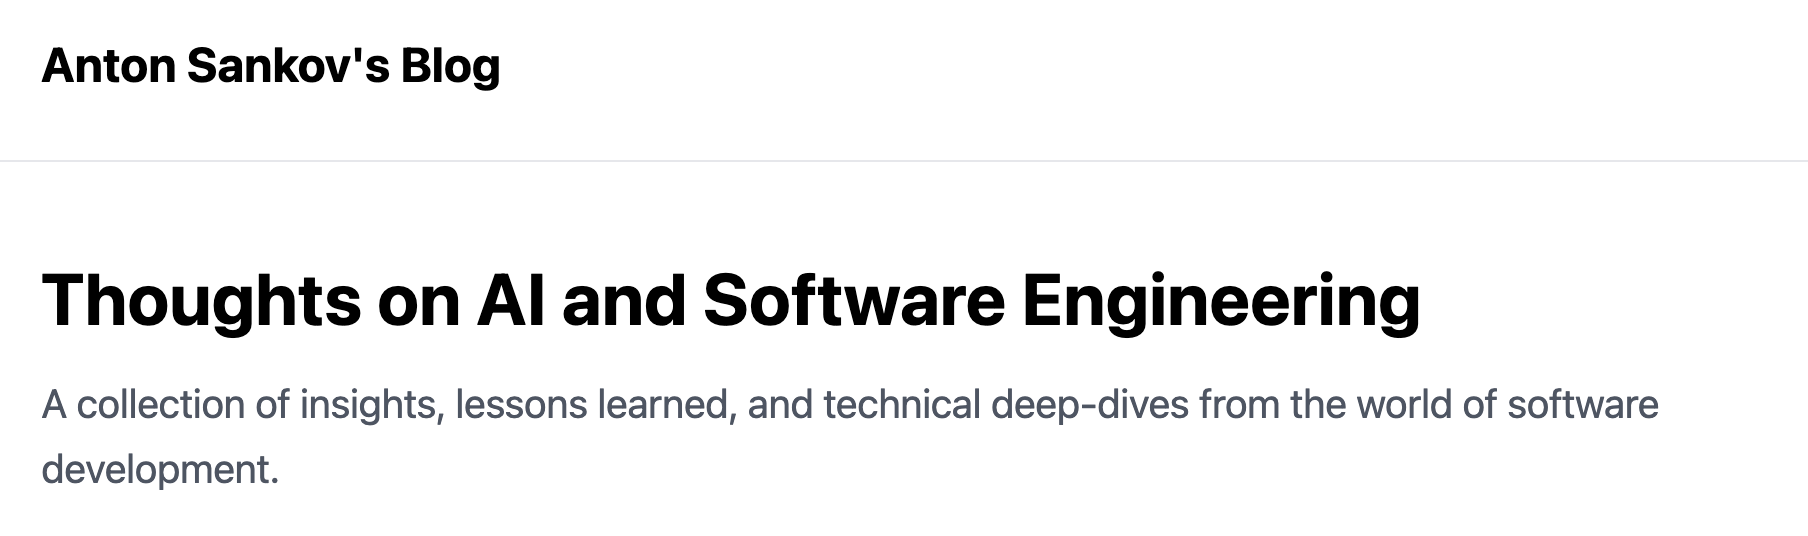 Anton Sankov's Blog
Thoughts on AI and Software Engineering
A collection of insights, lessons learned, and technical deep-dives from the world of software
development.